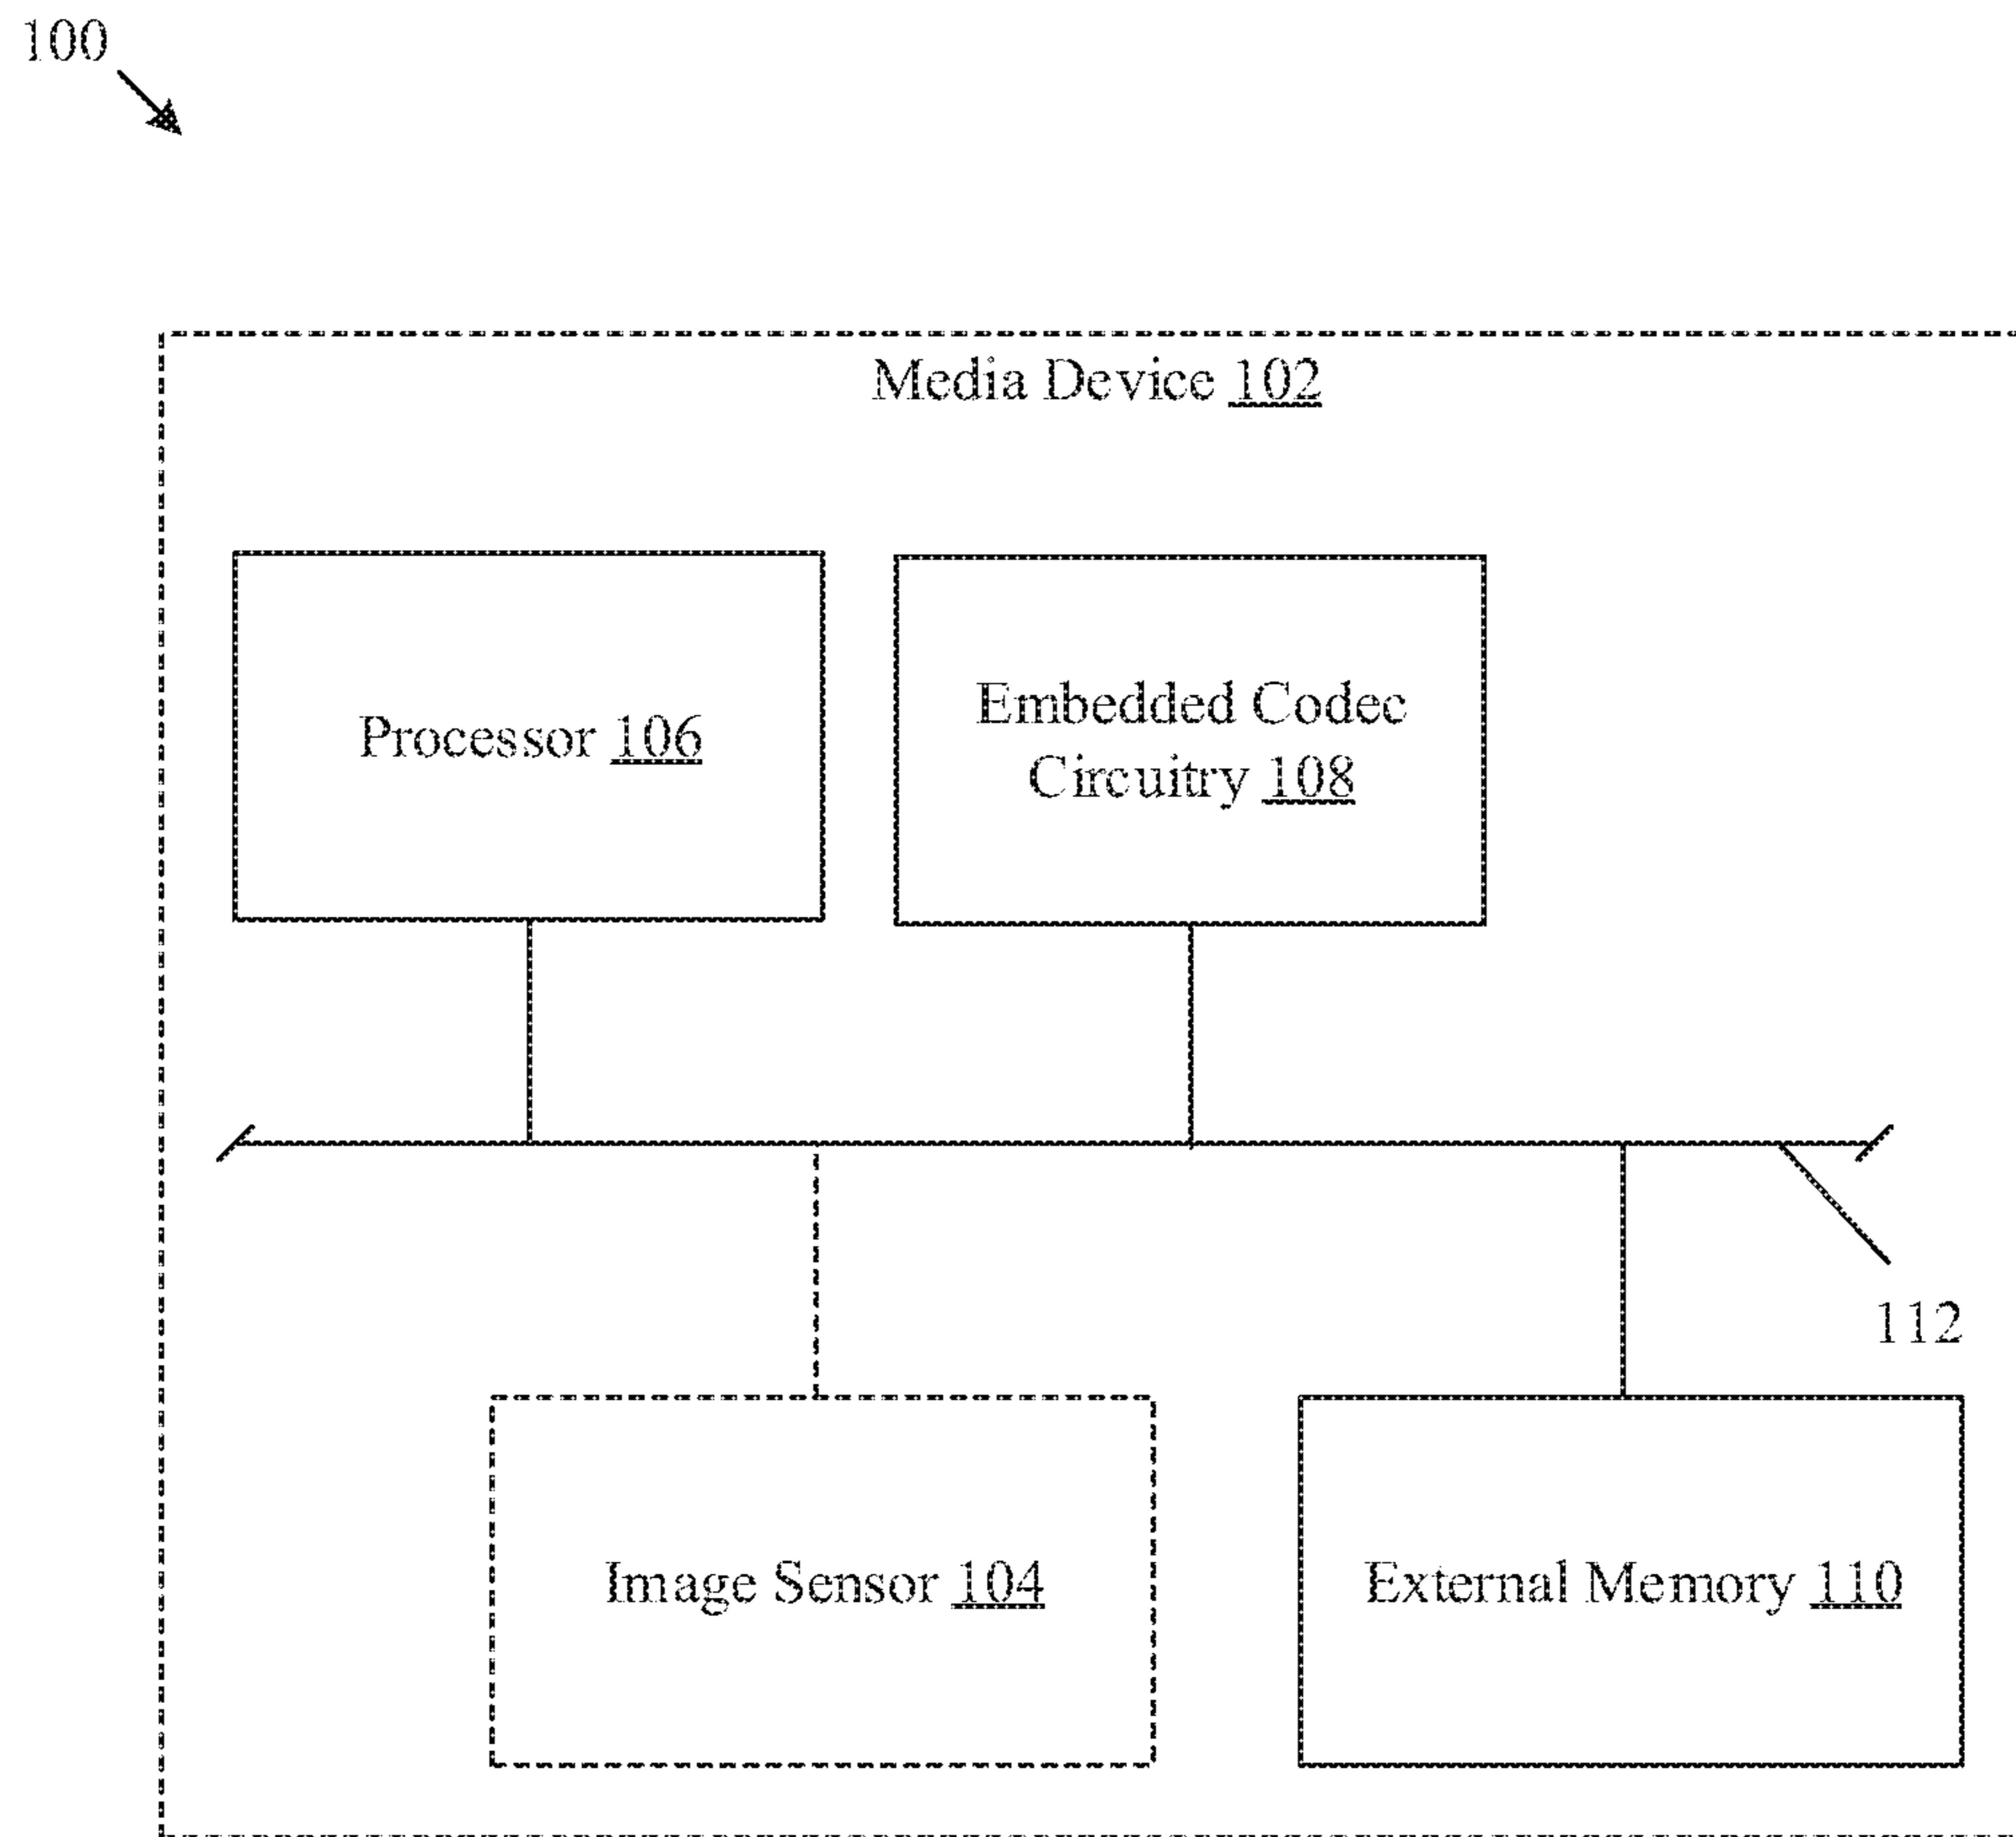 100
Media Device 102
Processor 106
Embedded Codec
Circuitry 108
112
Image Sensor 104
External Memory 110